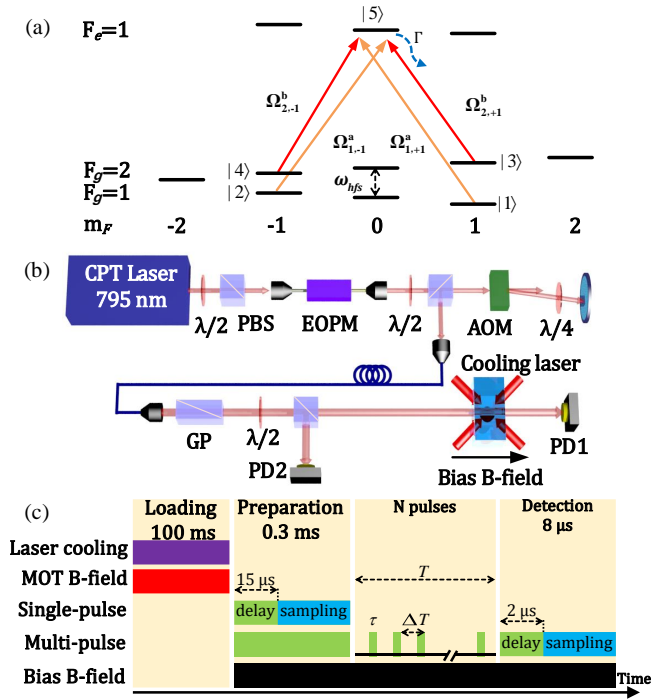 (a)
|5⟩
Γ
F_e=1
Ω^b_{2,-1}
Ω^b_{2,+1}
Ω^a_{1,-1} Ω^a_{1,+1}
F_g=2 |4⟩ |3⟩
F_g=1 |2⟩ ω_hfs |1⟩
m_F -2 -1 0 1 2
(b)
CPT Laser
795 nm
λ/2 PBS EOPM λ/2 AOM λ/4
Cooling laser
GP λ/2
PD2 PD1
Bias B-field
(c)
Loading Preparation N pulses Detection
100 ms 0.3 ms 8 μs
Laser cooling
MOT B-field 15 μs T
Single-pulse delay sampling τ ΔT 2 μs
Multi-pulse delay sampling
Bias B-field
Time